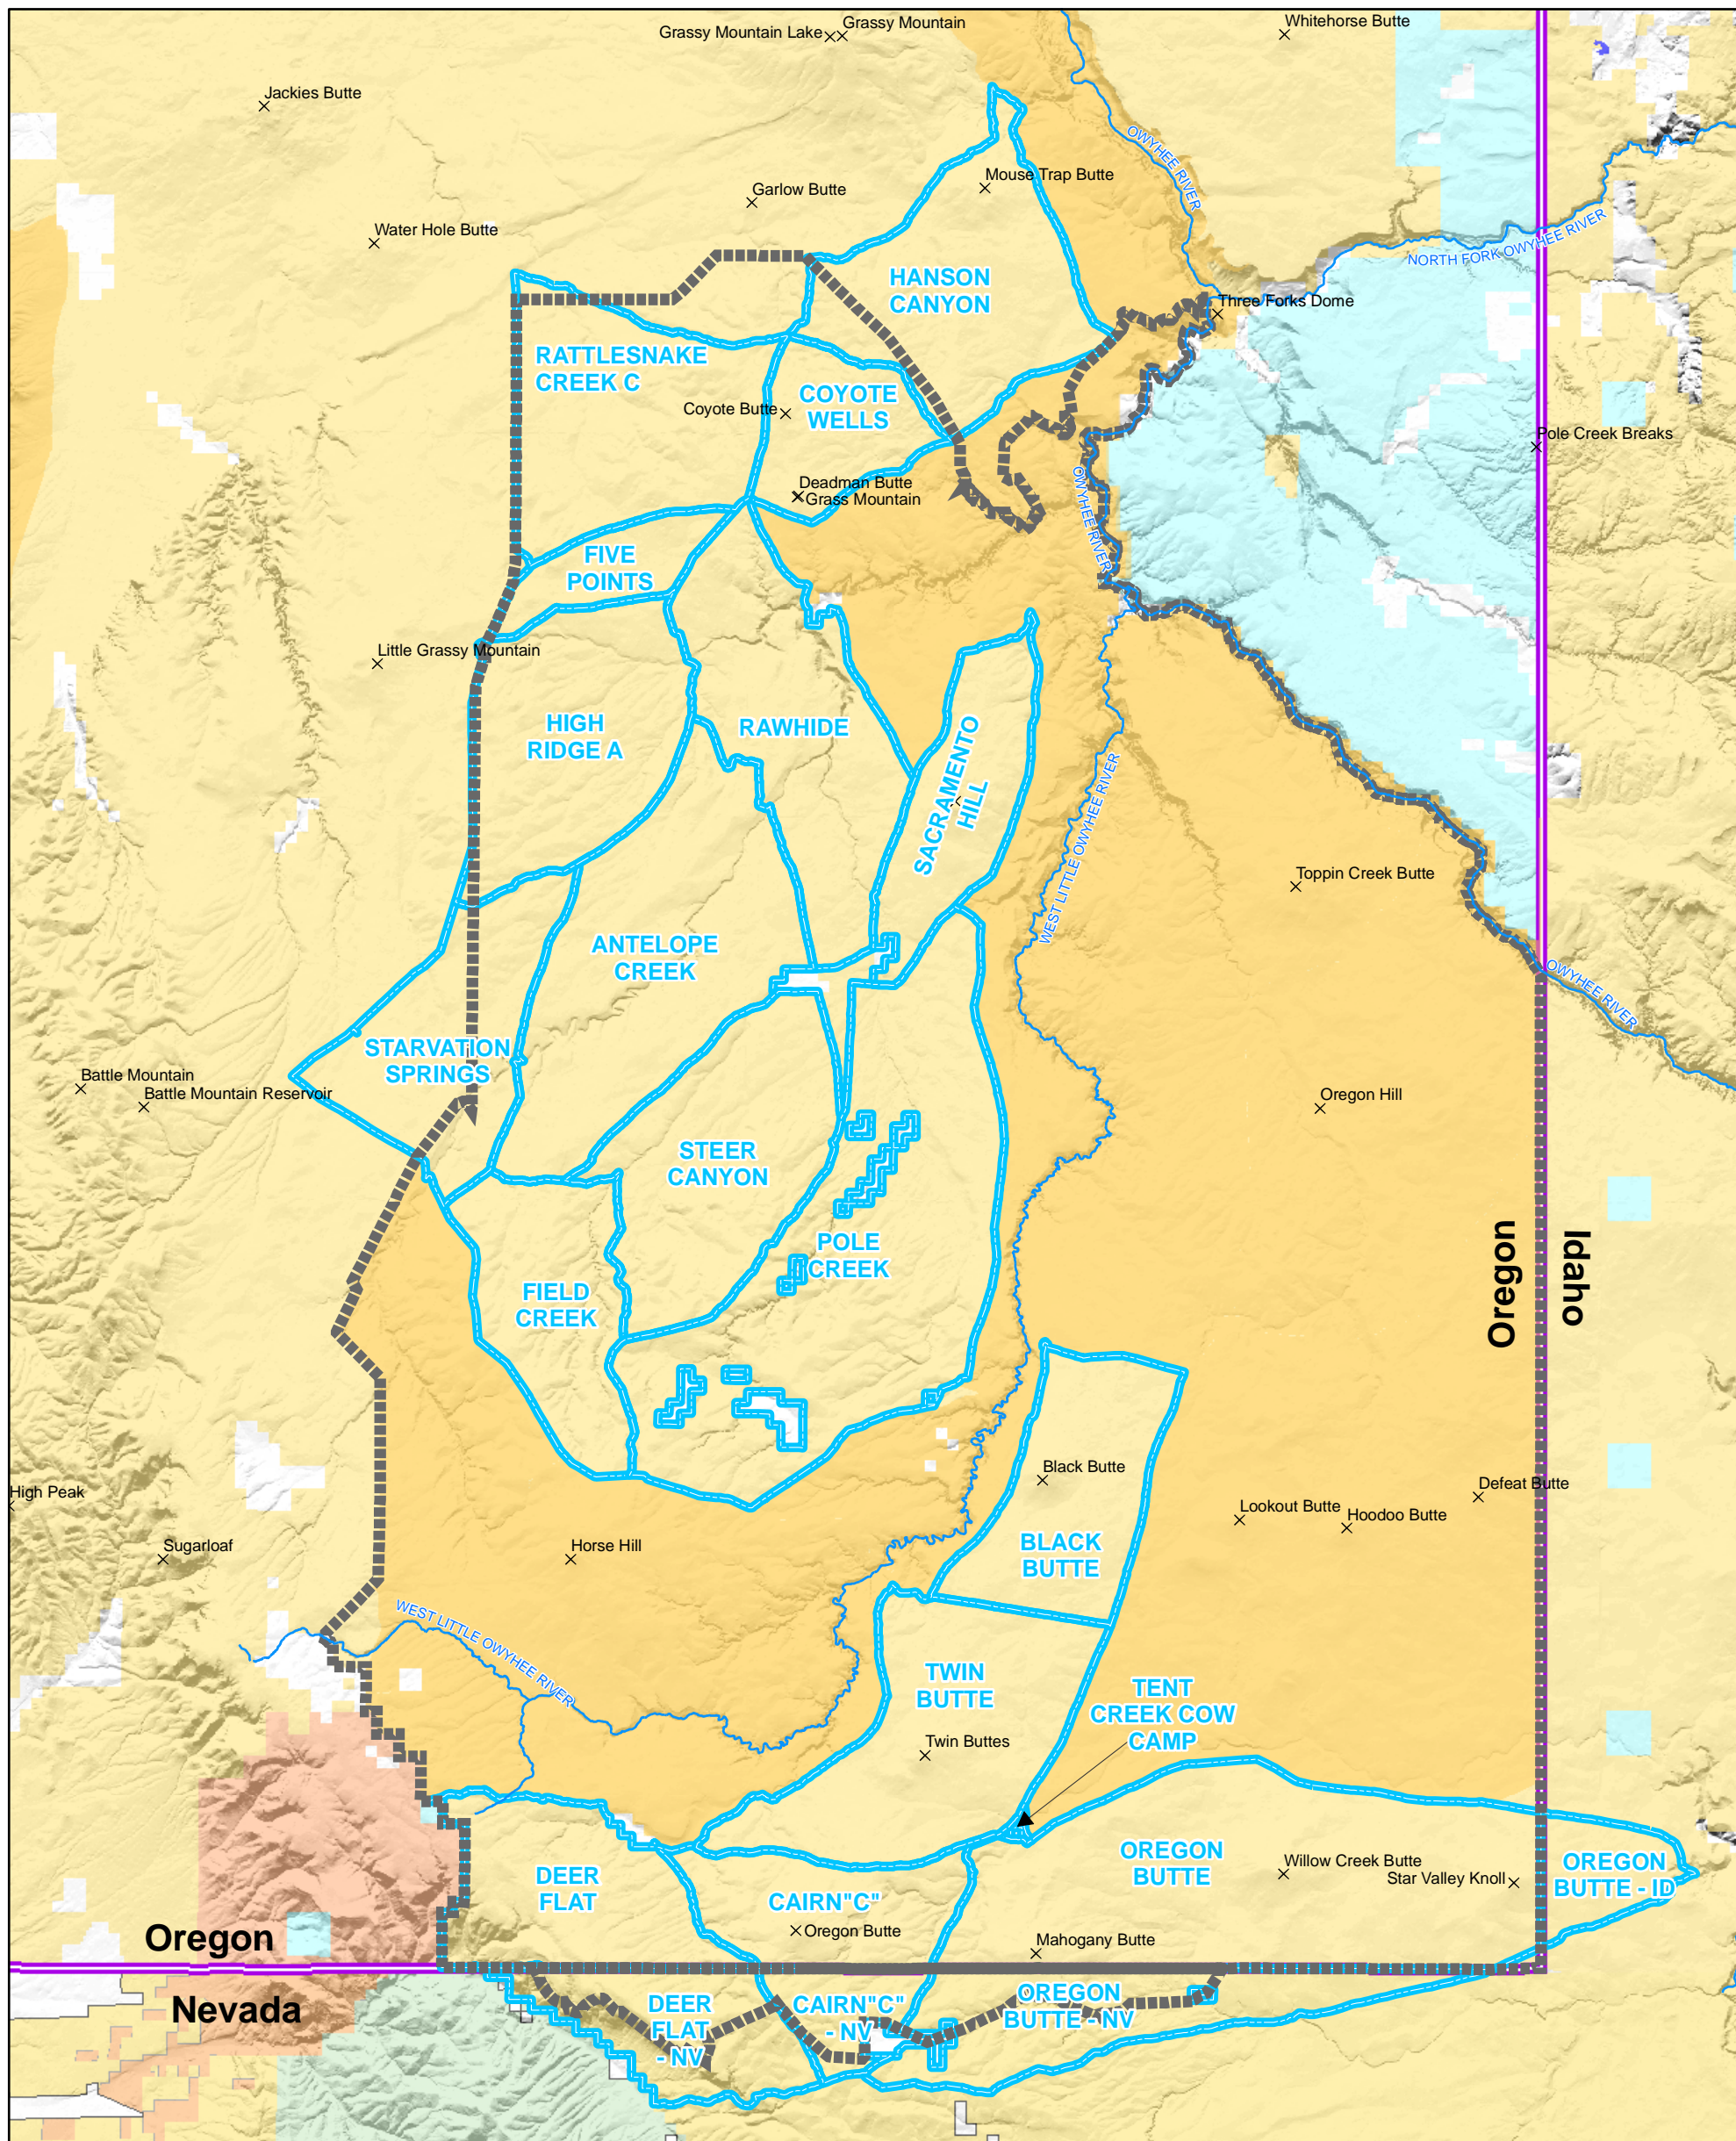 Grassy Mountain Lake
Grassy Mountain
Whitehorse Butte
Jackies Butte
OWYHEE RIVER
Mouse Trap Butte
Garlow Butte
Water Hole Butte
NORTH FORK OWYHEE RIVER
HANSON
CANYON
Three Forks Dome
RATTLESNAKE
CREEK C
COYOTE
WELLS
Coyote Butte
Pole Creek Breaks
Deadman Butte
Grass Mountain
OWYHEE RIVER
FIVE
POINTS
Little Grassy Mountain
HIGH
RIDGE A
RAWHIDE
SACRAMENTO
HILL
WEST LITTLE OWYHEE RIVER
Toppin Creek Butte
ANTELOPE
CREEK
OWYHEE RIVER
STARVATION
SPRINGS
Battle Mountain
Battle Mountain Reservoir
Oregon Hill
STEER
CANYON
POLE
CREEK
Oregon
Idaho
FIELD
CREEK
Black Butte
High Peak
Defeat Butte
Lookout Butte
Hoodoo Butte
Sugarloaf
Horse Hill
BLACK
BUTTE
WEST LITTLE OWYHEE RIVER
TWIN
BUTTE
TENT
CREEK COW
CAMP
Twin Buttes
DEER
FLAT
OREGON
BUTTE
Willow Creek Butte
Star Valley Knoll
OREGON
BUTTE - ID
CAIRN"C"
Oregon Butte
Oregon
Mahogany Butte
Nevada
DEER
FLAT
- NV
CAIRN"C"
- NV
OREGON
BUTTE - NV